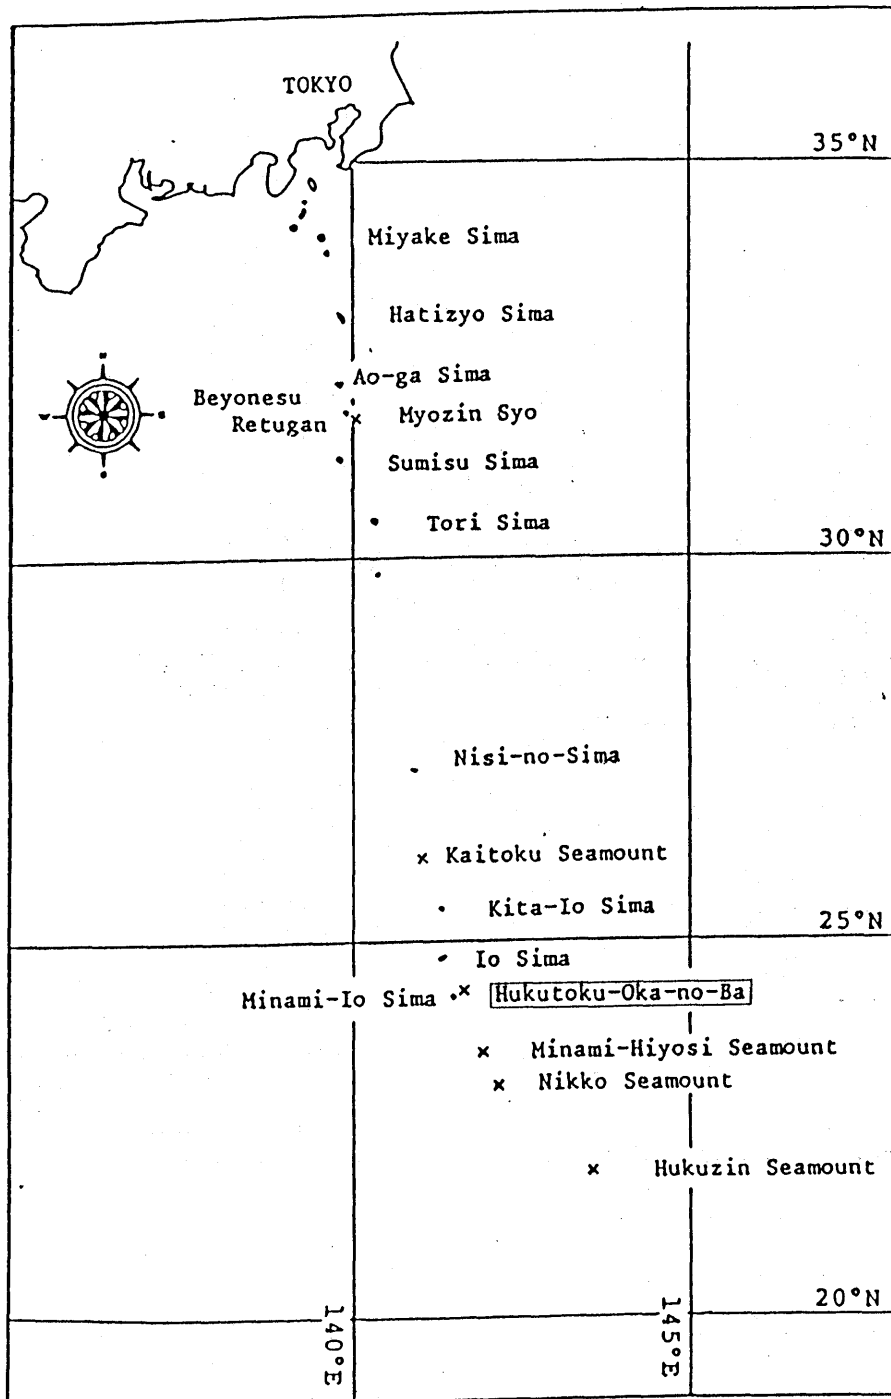 TOKYO
35°N
Miyake Sima
Hatizyo Sima
Ao-ga Sima
Beyonesu
Retugan
Myozin Syo
Sumisu Sima
Tori Sima
30°N
Nisi-no-Sima
Kaitoku Seamount
Kita-Io Sima
25°N
Io Sima
Minami-Io Sima
Hukutoku-Oka-no-Ba
Minami-Hiyosi Seamount
Nikko Seamount
Hukuzin Seamount
20°N
140°E
145°E